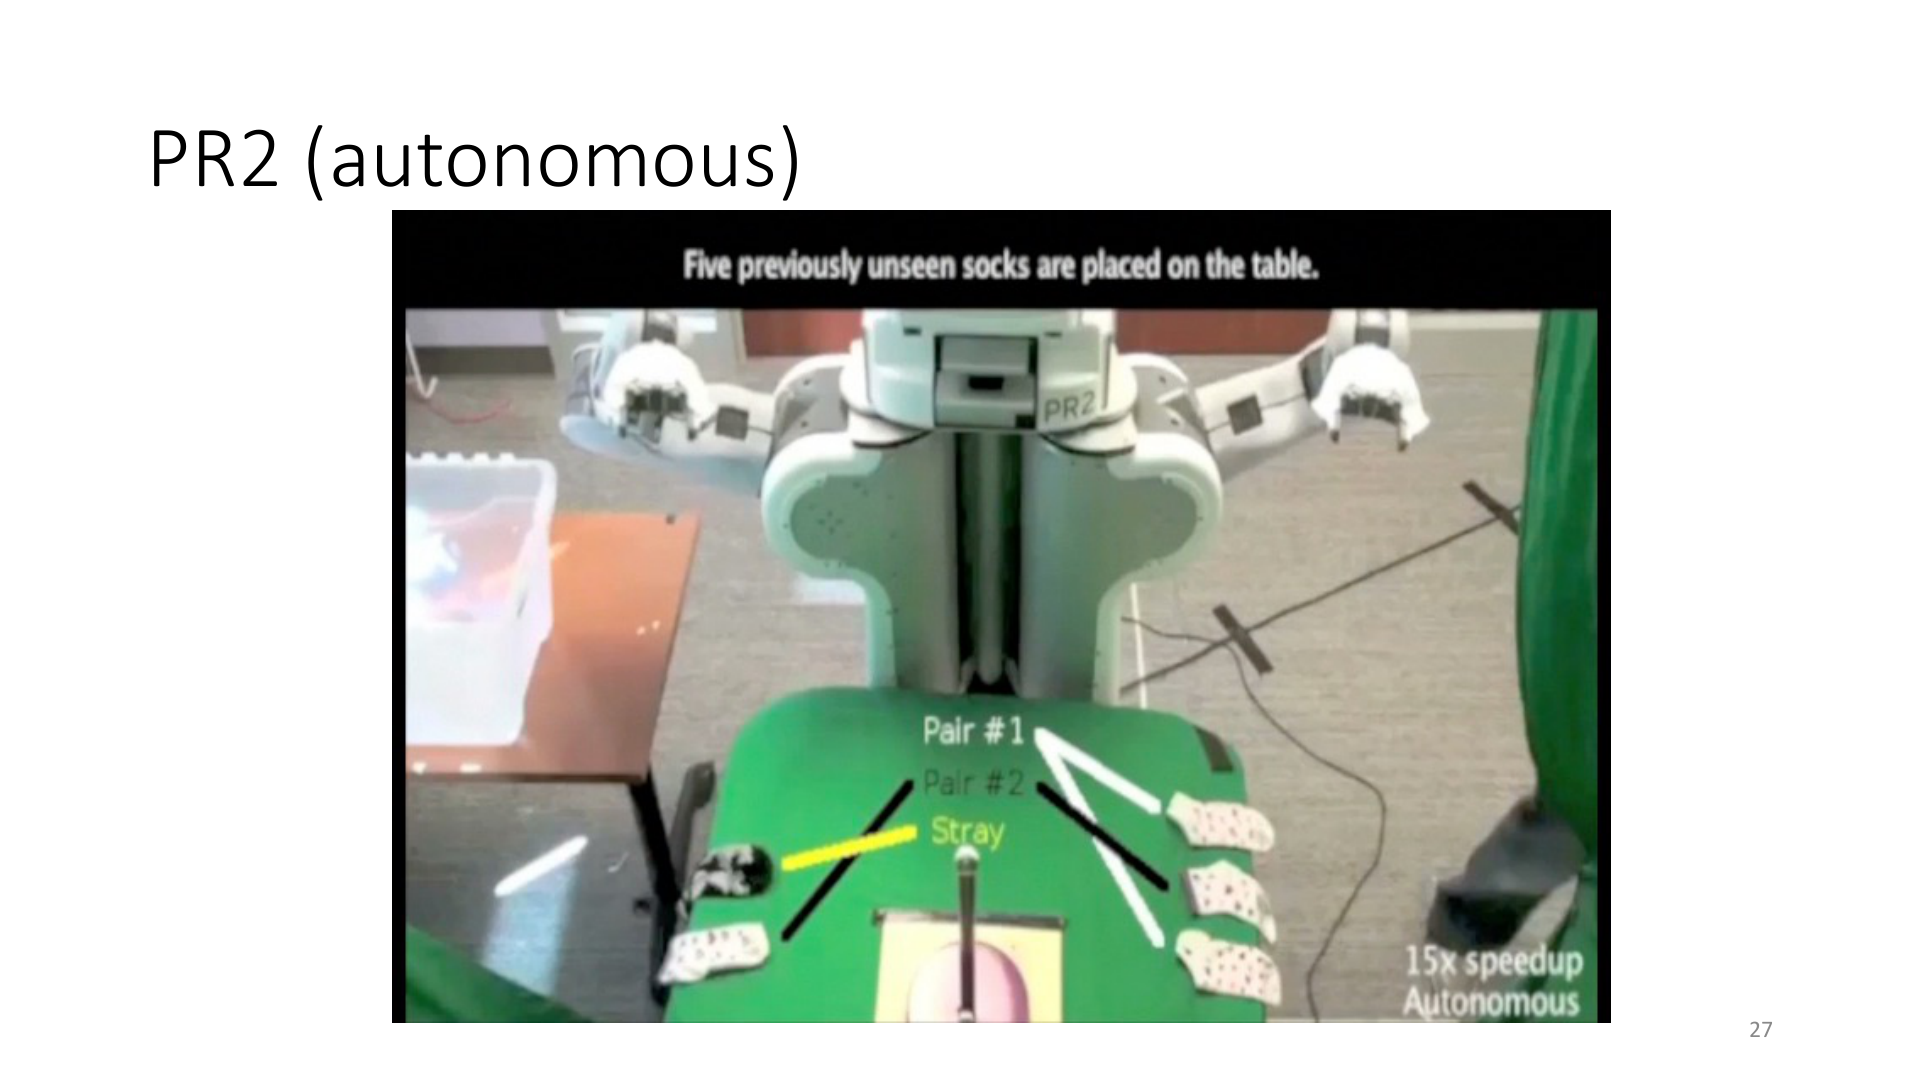 PR2 (autonomous)
Five previously unseen socks are placed on the table.
PR2
Pair #1
Pair #2
Stray
15x speedup
Autonomous
27